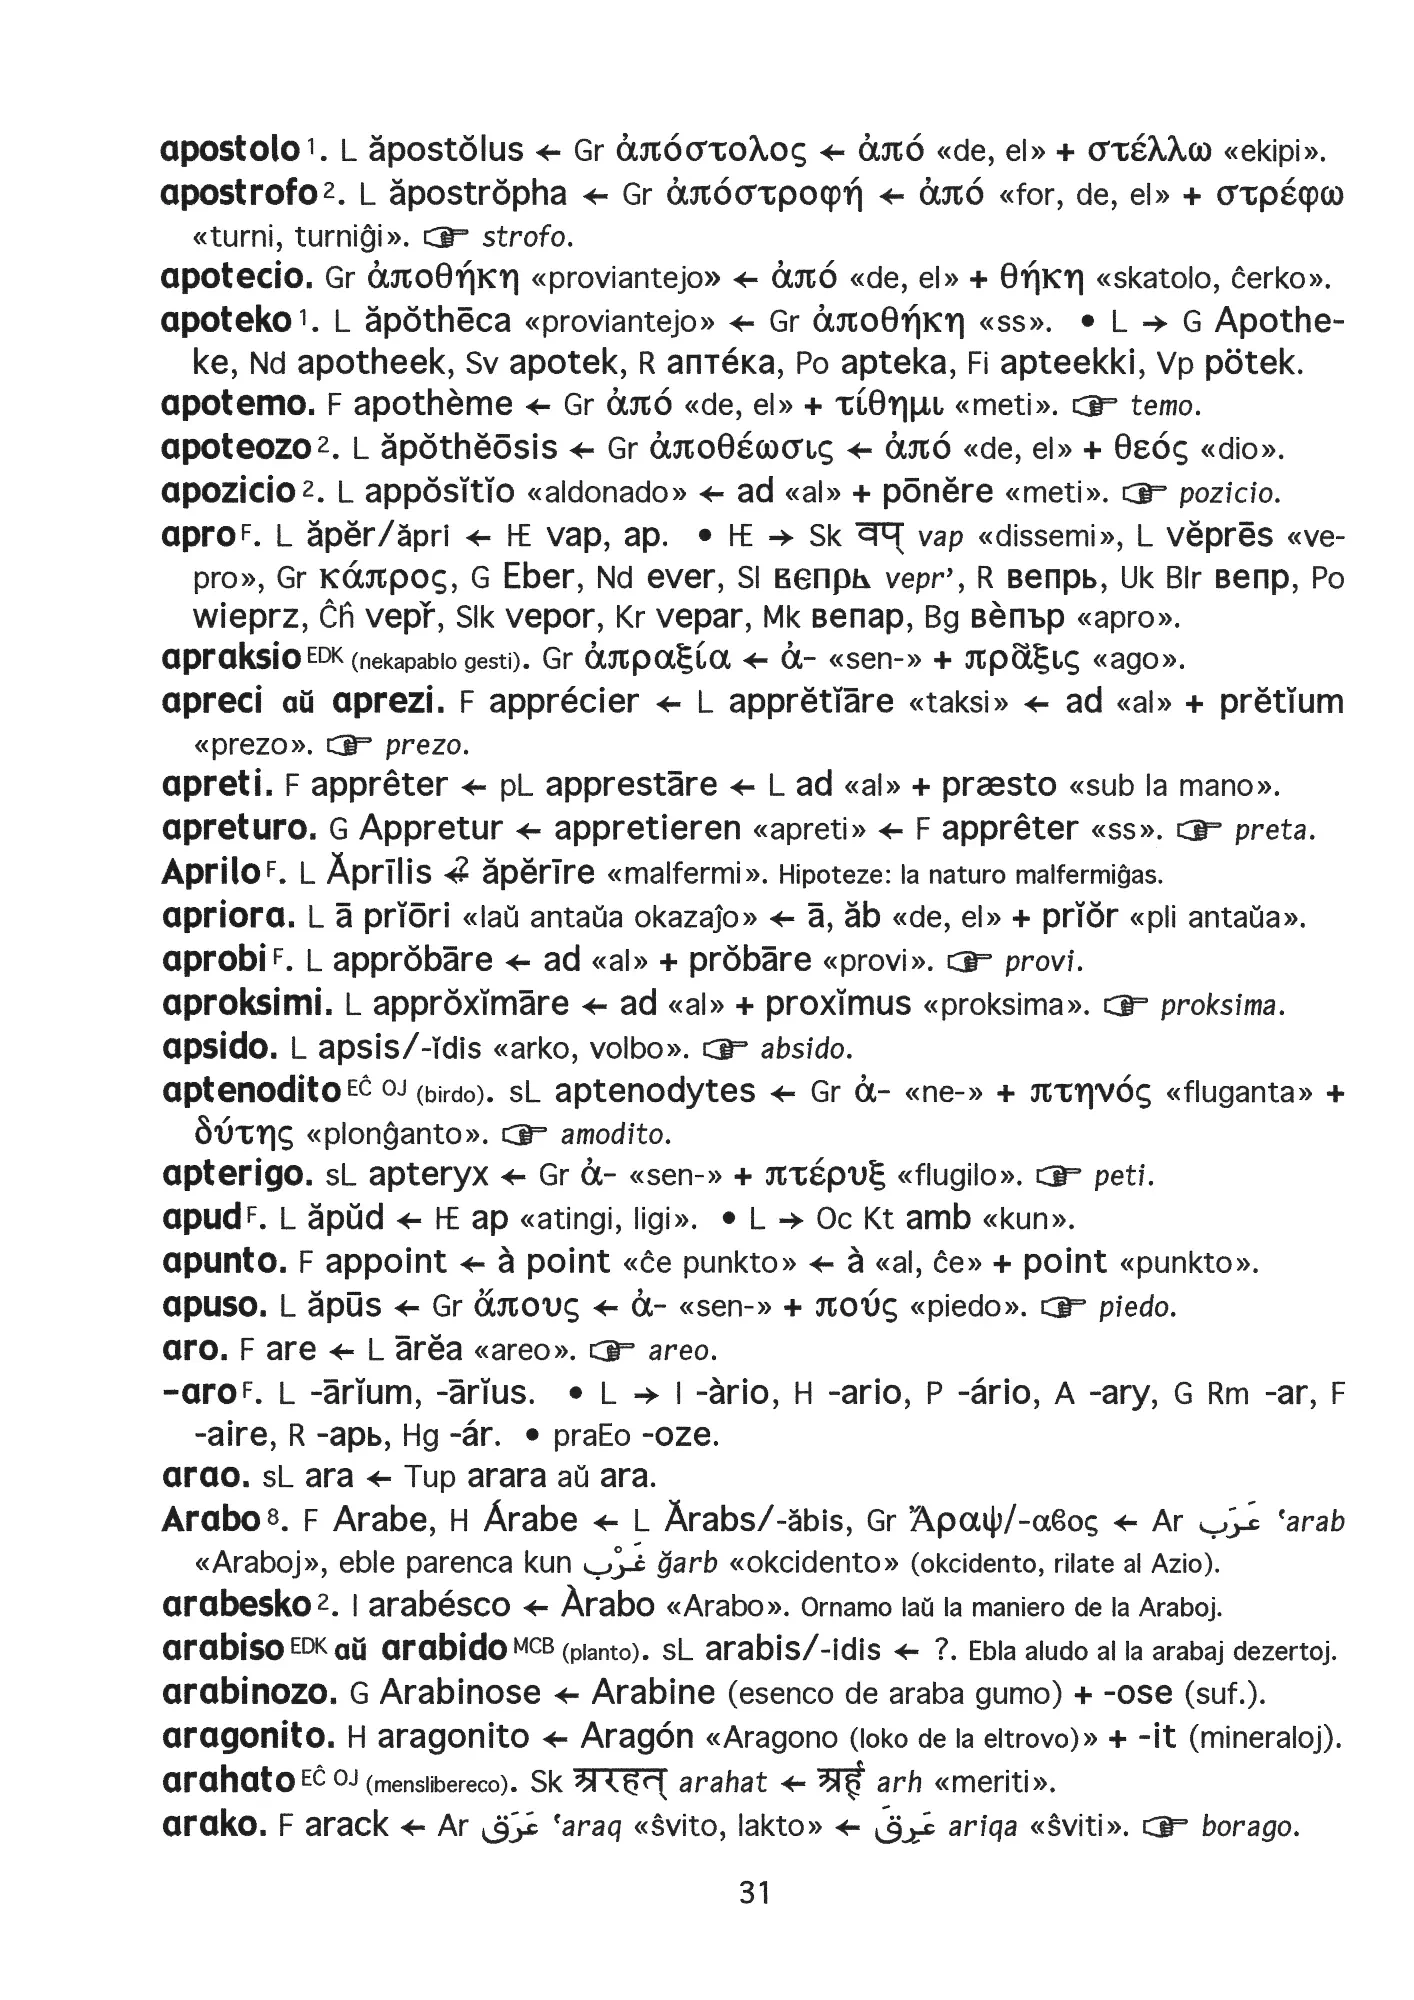 apostolo 1. L ăpostŏlus ← Gr ἀπόστολος ← ἀπό «de, el» + στέλλω «ekipi».
apostrofo 2. L ăpostrŏpha ← Gr ἀπόστροφή ← ἀπό «for, de, el» + στρέφω
«turni, turniĝi». ☞ strofo.
apotecio. Gr ἀποθήκη «proviantejo» ← ἀπό «de, el» + θήκη «skatolo, ĉerko».
apoteko 1. L ăpŏthēca «proviantejo» ← Gr ἀποθήκη «ss». • L → G Apothe-
ke, Nd apotheek, Sv apotek, R аптéка, Po apteka, Fi apteekki, Vp pötek.
apotemo. F apothème ← Gr ἀπό «de, el» + τίθημι «meti». ☞ temo.
apoteozo 2. L ăpŏthĕōsis ← Gr ἀποθέωσις ← ἀπό «de, el» + θεός «dio».
apozicio 2. L appŏsĭtĭo «aldonado» ← ad «al» + pōnĕre «meti». ☞ pozicio.
apro F. L ăpĕr/ăpri ← IE vap, ap. • IE → Sk वप् vap «dissemi», L vĕprēs «ve-
pro», Gr κάπρος, G Eber, Nd ever, Sl вепрь vepr’, R вепрь, Uk Blr вепр, Po
wieprz, Ĉĥ vepř, Slk vepor, Kr vepar, Mk вепар, Bg вèпър «apro».
apraksio EDK (nekapablo gesti). Gr ἀπραξία ← ἀ- «sen-» + πρᾶξις «ago».
apreci aŭ aprezi. F apprécier ← L apprĕtĭāre «taksi» ← ad «al» + prĕtĭum
«prezo». ☞ prezo.
apreti. F apprêter ← pL apprestāre ← L ad «al» + præsto «sub la mano».
apreturo. G Appretur ← appretieren «apreti» ← F apprêter «ss». ☞ preta.
Aprilo F. L Ăprīlis ←? ăpĕrīre «malfermi». Hipoteze: la naturo malfermiĝas.
apriora. L ā prĭōri «laŭ antaŭa okazaĵo» ← ā, ăb «de, el» + prĭŏr «pli antaŭa».
aprobi F. L apprŏbāre ← ad «al» + prŏbāre «provi». ☞ provi.
aproksimi. L apprŏxĭmāre ← ad «al» + proxĭmus «proksima». ☞ proksima.
apsido. L apsis/-ĭdis «arko, volbo». ☞ absido.
aptenodito EĈ OJ (birdo). sL aptenodytes ← Gr ἀ- «ne-» + πτηνός «fluganta» +
δύτης «plonĝanto». ☞ amodito.
apterigo. sL apteryx ← Gr ἀ- «sen-» + πτέρυξ «flugilo». ☞ peti.
apud F. L ăpŭd ← IE ap «atingi, ligi». • L → Oc Kt amb «kun».
apunto. F appoint ← à point «ĉe punkto» ← à «al, ĉe» + point «punkto».
apuso. L ăpūs ← Gr ἄπους ← ἀ- «sen-» + πούς «piedo». ☞ piedo.
aro. F are ← L ārĕa «areo». ☞ areo.
-aro F. L -ārĭum, -ārĭus. • L → I -àrio, H -ario, P -ário, A -ary, G Rm -ar, F
-aire, R -арь, Hg -ár. • praEo -oze.
arao. sL ara ← Tup arara aŭ ara.
Arabo 8. F Arabe, H Árabe ← L Ărabs/-ăbis, Gr Ἄραψ/-αβος ← Ar عَرَب ‘arab
«Araboj», eble parenca kun غَرْب ğarb «okcidento» (okcidento, rilate al Azio).
arabesko 2. I arabésco ← Àrabo «Arabo». Ornamo laŭ la maniero de la Araboj.
arabiso EDK aŭ arabido MCB (planto). sL arabis/-idis ← ?. Ebla aludo al la arabaj dezertoj.
arabinozo. G Arabinose ← Arabine (esenco de araba gumo) + -ose (suf.).
aragonito. H aragonito ← Aragón «Aragono (loko de la eltrovo)» + -it (mineraloj).
arahato EĈ OJ (menslibereco). Sk अरहत् arahat ← अर्ह् arh «meriti».
arako. F arack ← Ar عَرَق ‘araq «ŝvito, lakto» ← عَرِقَ ariqa «ŝviti». ☞ borago.
31